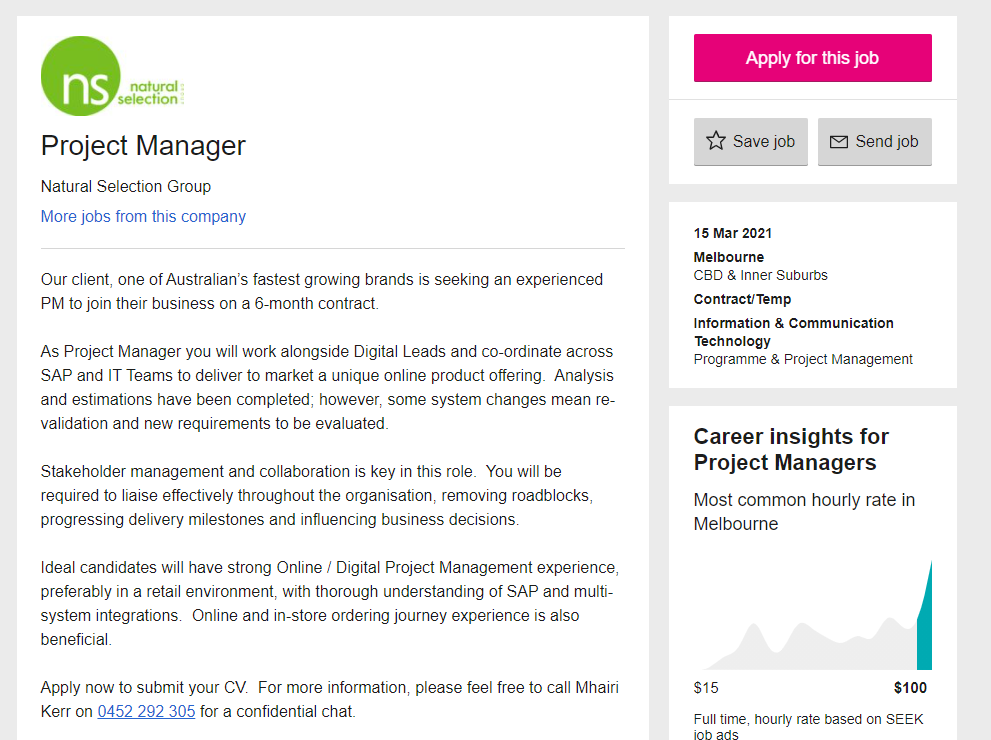 ns natural
selection
Project Manager
Natural Selection Group
More jobs from this company
Our client, one of Australian’s fastest growing brands is seeking an experienced
PM to join their business on a 6-month contract.
As Project Manager you will work alongside Digital Leads and co-ordinate across
SAP and IT Teams to deliver to market a unique online product offering.  Analysis
and estimations have been completed; however, some system changes mean re-
validation and new requirements to be evaluated.
Stakeholder management and collaboration is key in this role.  You will be
required to liaise effectively throughout the organisation, removing roadblocks,
progressing delivery milestones and influencing business decisions.
Ideal candidates will have strong Online / Digital Project Management experience,
preferably in a retail environment, with thorough understanding of SAP and multi-
system integrations.  Online and in-store ordering journey experience is also
beneficial.
Apply now to submit your CV.  For more information, please feel free to call Mhairi
Kerr on 0452 292 305 for a confidential chat.
Apply for this job
Save job
Send job
15 Mar 2021
Melbourne
CBD & Inner Suburbs
Contract/Temp
Information & Communication
Technology
Programme & Project Management
Career insights for
Project Managers
Most common hourly rate in
Melbourne
$15 $100
Full time, hourly rate based on SEEK
job ads